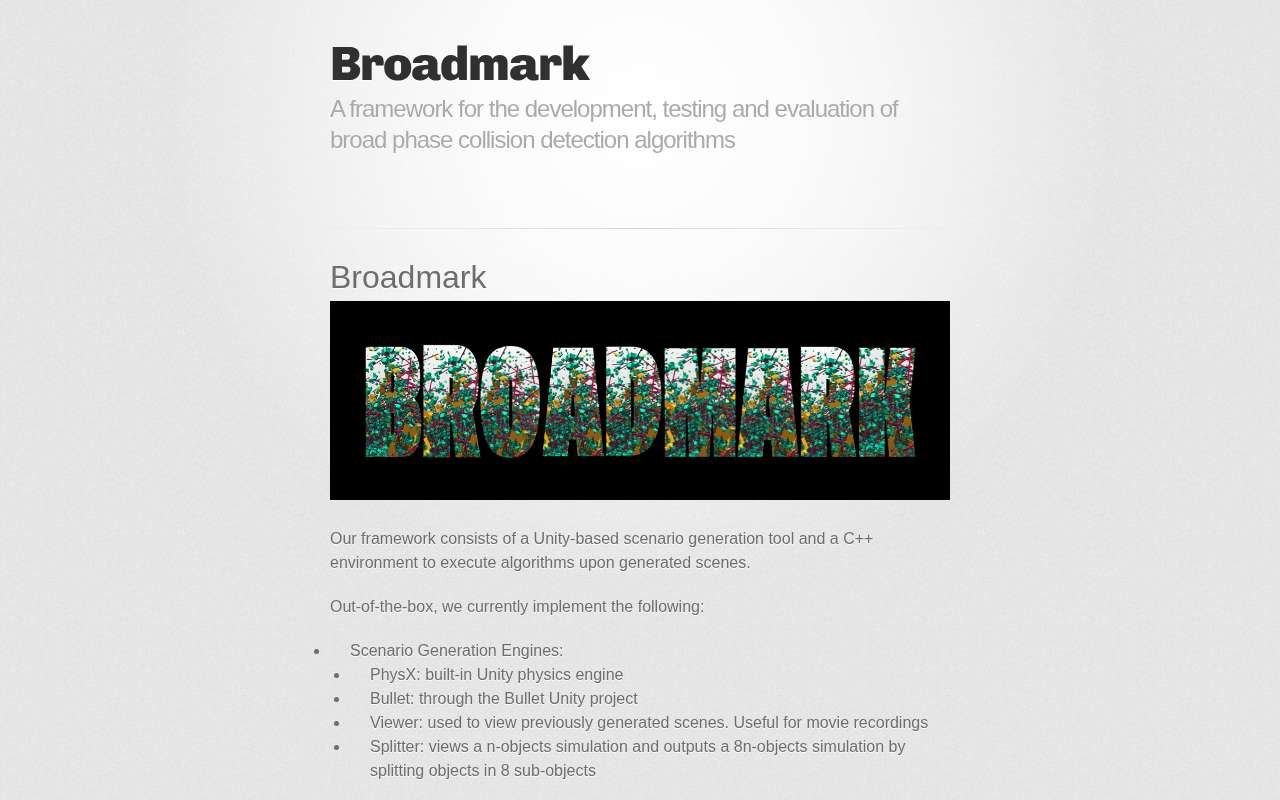 Broadmark
A framework for the development, testing and evaluation of
broad phase collision detection algorithms
Broadmark
BROADMARK
Our framework consists of a Unity-based scenario generation tool and a C++
environment to execute algorithms upon generated scenes.
Out-of-the-box, we currently implement the following:
• Scenario Generation Engines:
• PhysX: built-in Unity physics engine
• Bullet: through the Bullet Unity project
• Viewer: used to view previously generated scenes. Useful for movie recordings
• Splitter: views a n-objects simulation and outputs a 8n-objects simulation by
splitting objects in 8 sub-objects